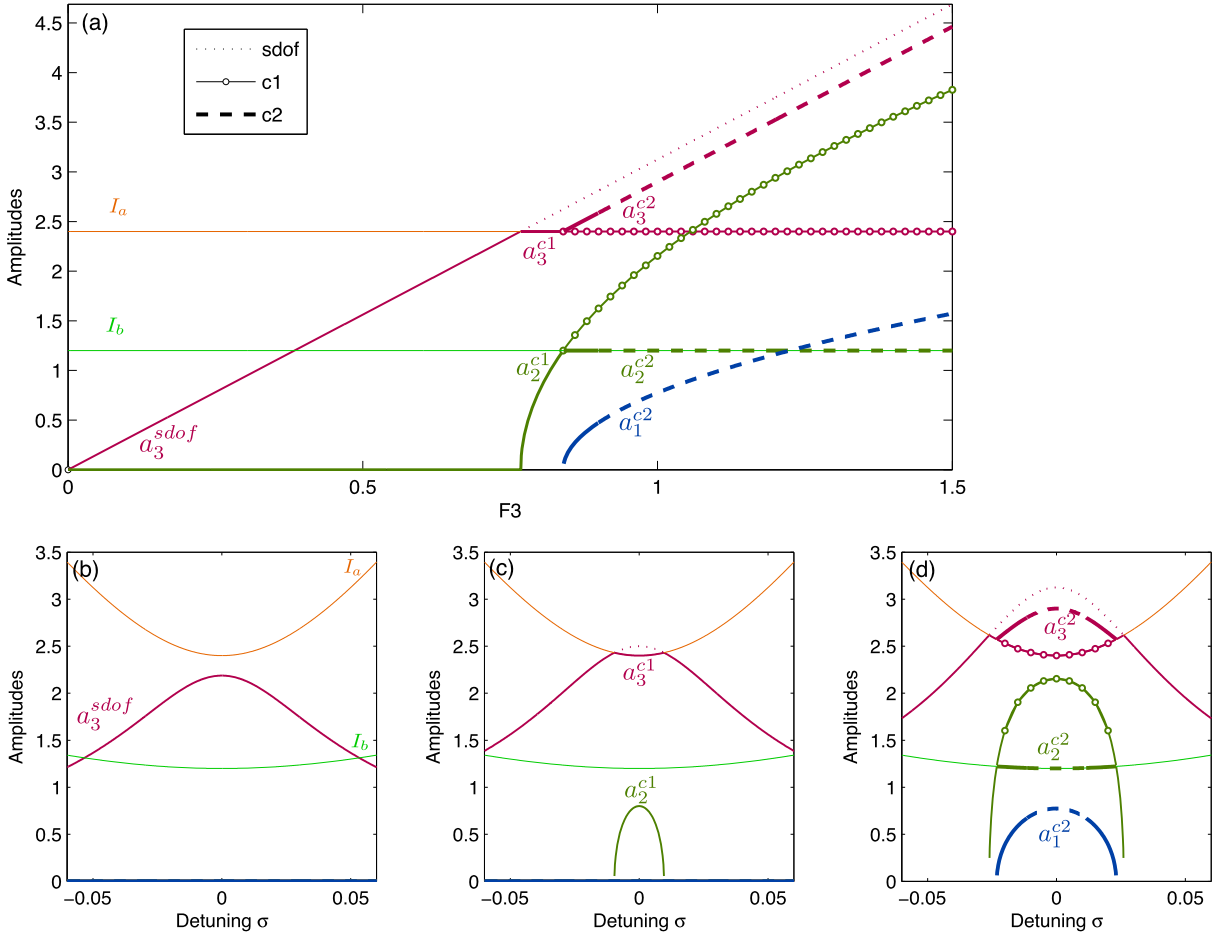 (a)
sdof
c1
c2
Amplitudes
4.5
4
3.5
3
2.5
2
1.5
1
0.5
0
I_a
I_b
a_3^{sdof}
a_3^{c1}
a_3^{c2}
a_2^{c1}
a_2^{c2}
a_1^{c2}
0 0.5 1 1.5
F3
(b)
Amplitudes
3.5
3
2.5
2
1.5
1
0.5
0
I_a
a_3^{sdof}
I_b
−0.05 0 0.05
Detuning σ
(c)
Amplitudes
3.5
3
2.5
2
1.5
1
0.5
0
a_3^{c1}
a_2^{c1}
−0.05 0 0.05
Detuning σ
(d)
Amplitudes
3.5
3
2.5
2
1.5
1
0.5
0
a_3^{c2}
a_2^{c2}
a_1^{c2}
−0.05 0 0.05
Detuning σ